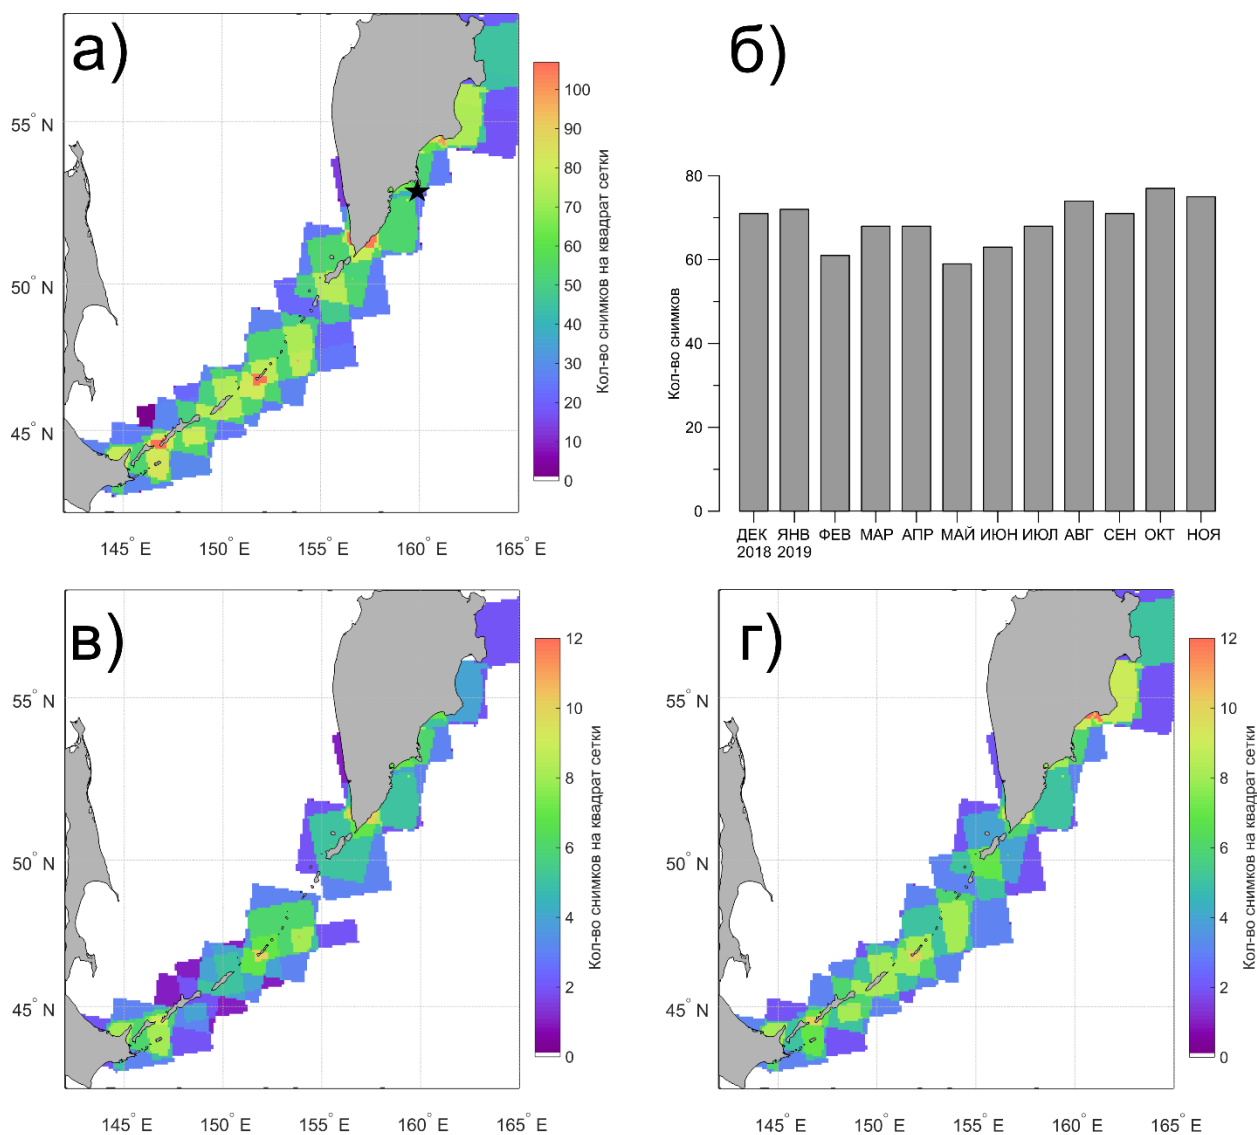 а)
55° N
50° N
45° N
145° E
150° E
155° E
160° E
165° E
100
90
80
70
60
50
40
30
20
10
0
Кол-во снимков на квадрат сетки
б)
80
60
40
20
0
Кол-во снимков
ДЕК ЯНВ ФЕВ МАР АПР МАЙ ИЮН ИЮЛ АВГ СЕН ОКТ НОЯ
2018 2019
в)
55° N
50° N
45° N
145° E
150° E
155° E
160° E
165° E
12
10
8
6
4
2
0
Кол-во снимков на квадрат сетки
г)
55° N
50° N
45° N
145° E
150° E
155° E
160° E
165° E
12
10
8
6
4
2
0
Кол-во снимков на квадрат сетки